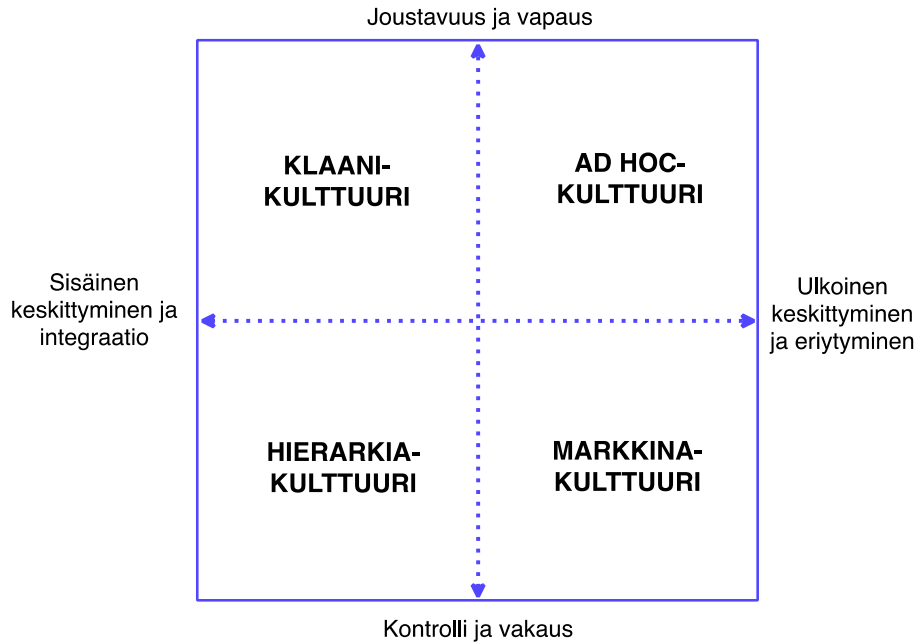 Joustavuus ja vapaus
KLAANI-
KULTTUURI
AD HOC-
KULTTUURI
Sisäinen
keskittyminen ja
integraatio
Ulkoinen
keskittyminen
ja eriytyminen
HIERARKIA-
KULTTUURI
MARKKINA-
KULTTUURI
Kontrolli ja vakaus